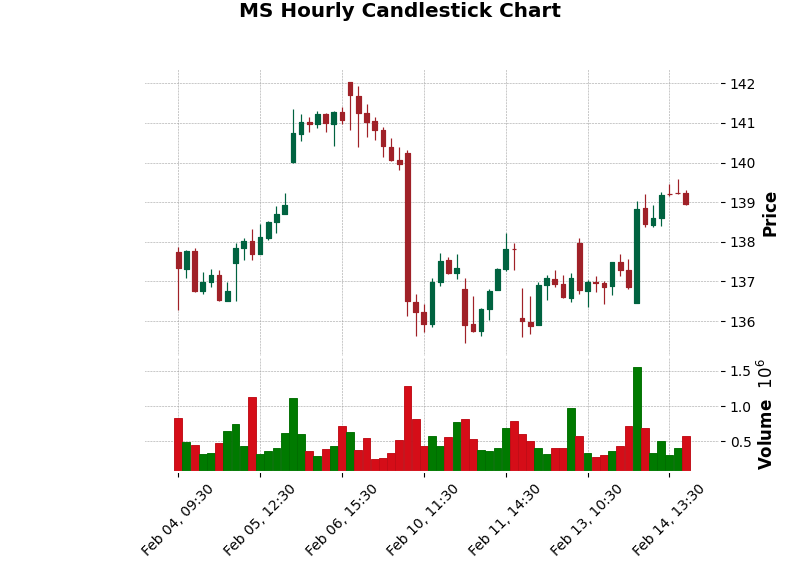 MS Hourly Candlestick Chart
142
141
140
139
138
137
136
Price
1.5
1.0
0.5
Volume 10^6
Feb 04, 09:30
Feb 05, 12:30
Feb 06, 15:30
Feb 10, 11:30
Feb 11, 14:30
Feb 13, 10:30
Feb 14, 13:30